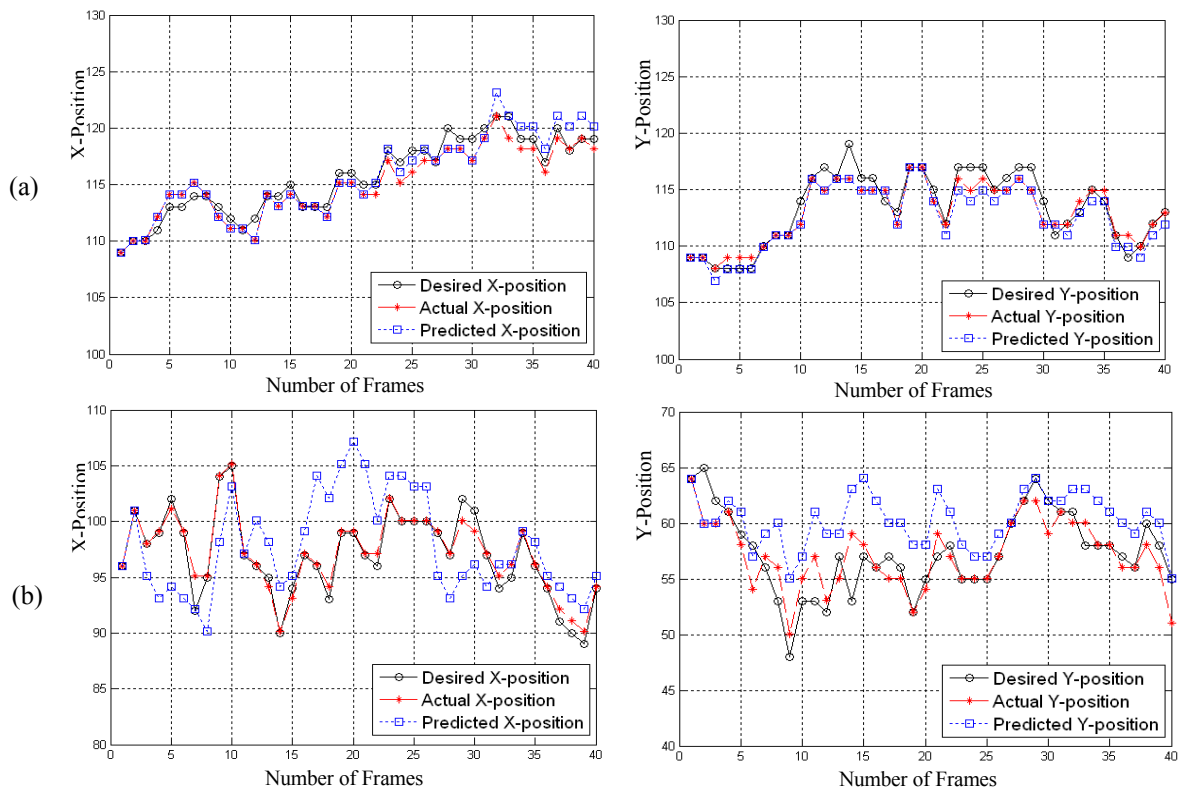 (a)
X-Position
130
125
120
115
110
105
100
0 5 10 15 20 25 30 35 40
Number of Frames
Desired X-position
Actual X-position
Predicted X-position
Y-Position
130
125
120
115
110
105
100
0 5 10 15 20 25 30 35 40
Number of Frames
Desired Y-position
Actual Y-position
Predicted Y-position
(b)
X-Position
110
105
100
95
90
85
80
0 5 10 15 20 25 30 35 40
Number of Frames
Desired X-position
Actual X-position
Predicted X-position
Y-Position
70
65
60
55
50
45
40
0 5 10 15 20 25 30 35 40
Number of Frames
Desired Y-position
Actual Y-position
Predicted Y-position